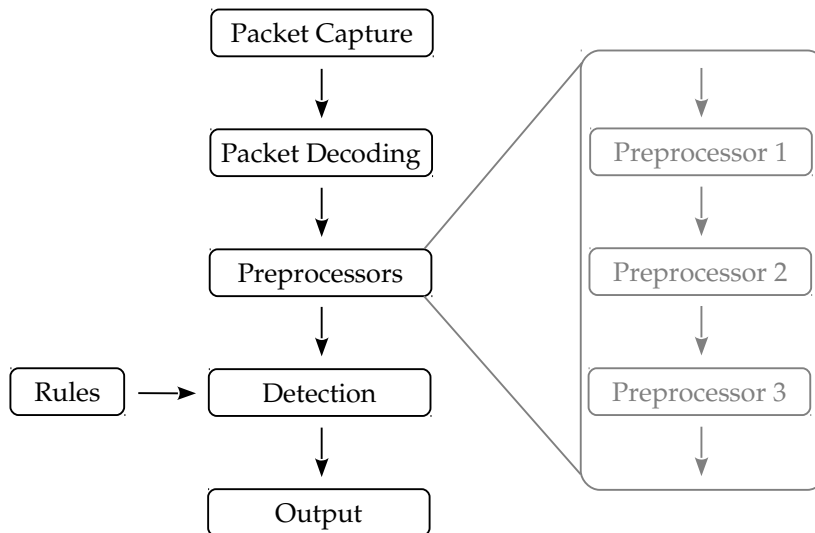 Packet Capture
Packet Decoding
Preprocessors
Rules
Detection
Output
Preprocessor 1
Preprocessor 2
Preprocessor 3